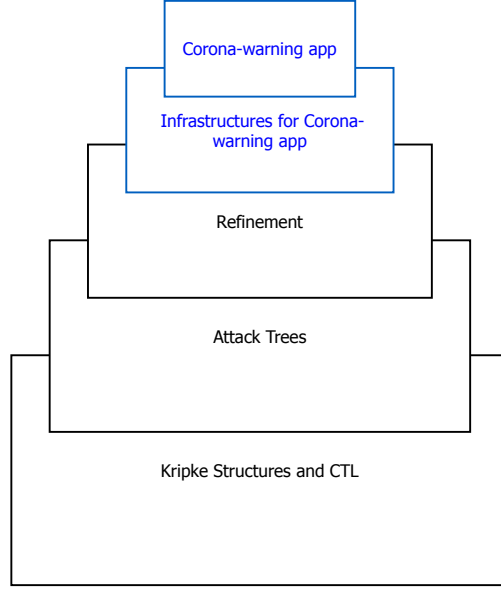 Corona-warning app
Infrastructures for Corona-
warning app
Refinement
Attack Trees
Kripke Structures and CTL